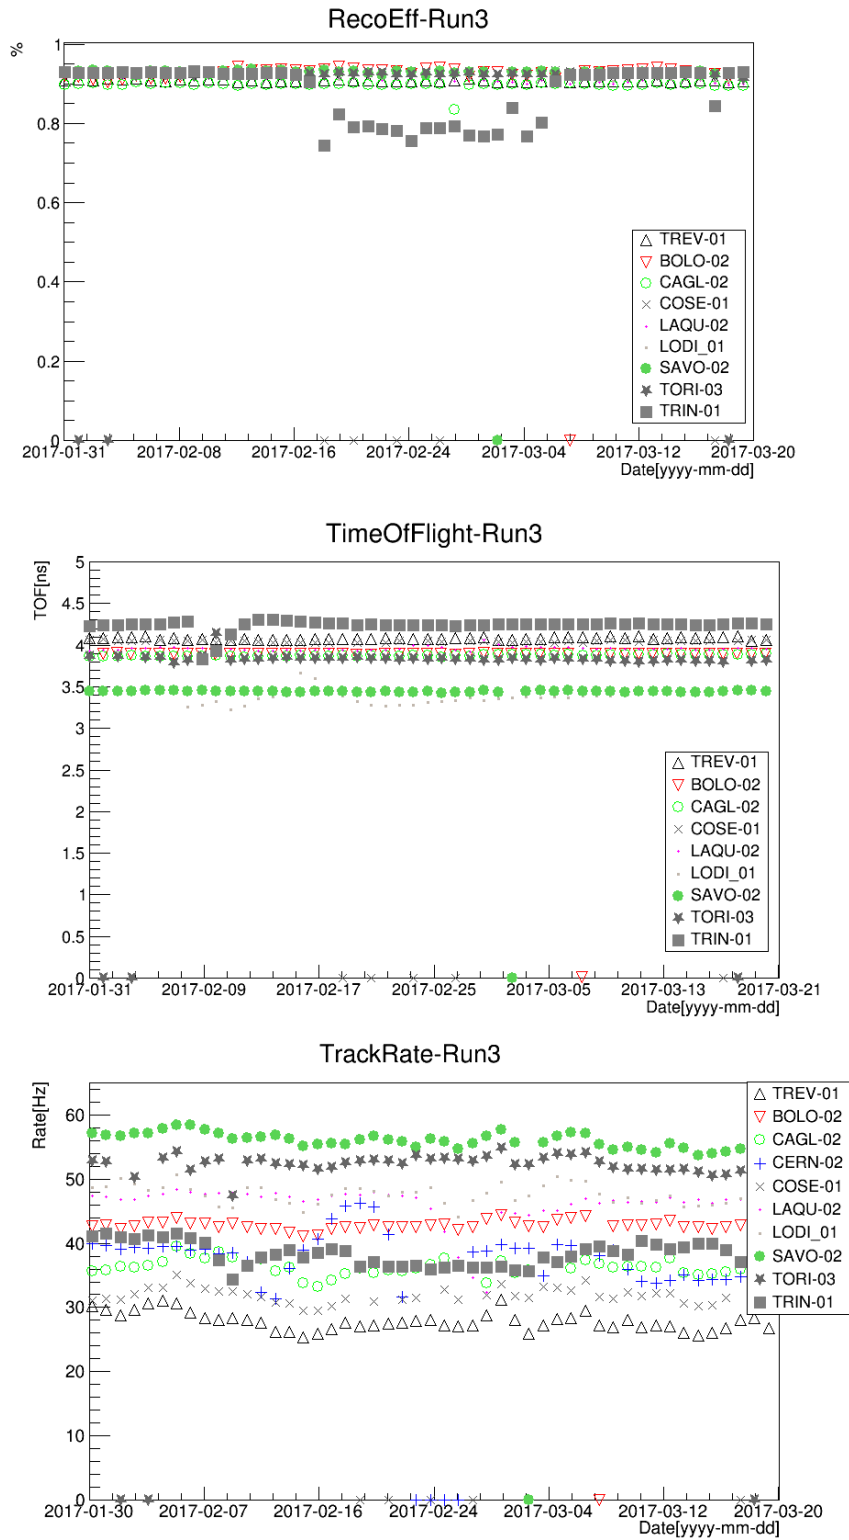 RecoEff-Run3
%
1
0.8
0.6
0.4
0.2
0
TREV-01
BOLO-02
CAGL-02
COSE-01
LAQU-02
LODI_01
SAVO-02
TORI-03
TRIN-01
2017-01-31 2017-02-08 2017-02-16 2017-02-24 2017-03-04 2017-03-12 2017-03-20
Date[yyyy-mm-dd]
TimeOfFlight-Run3
TOF[ns]
5
4.5
4
3.5
3
2.5
2
1.5
1
0.5
0
TREV-01
BOLO-02
CAGL-02
COSE-01
LAQU-02
LODI_01
SAVO-02
TORI-03
TRIN-01
2017-01-31 2017-02-09 2017-02-17 2017-02-25 2017-03-05 2017-03-13 2017-03-21
Date[yyyy-mm-dd]
TrackRate-Run3
Rate[Hz]
60
50
40
30
20
10
0
TREV-01
BOLO-02
CAGL-02
CERN-02
COSE-01
LAQU-02
LODI_01
SAVO-02
TORI-03
TRIN-01
2017-01-30 2017-02-07 2017-02-16 2017-02-24 2017-03-04 2017-03-12 2017-03-20
Date[yyyy-mm-dd]